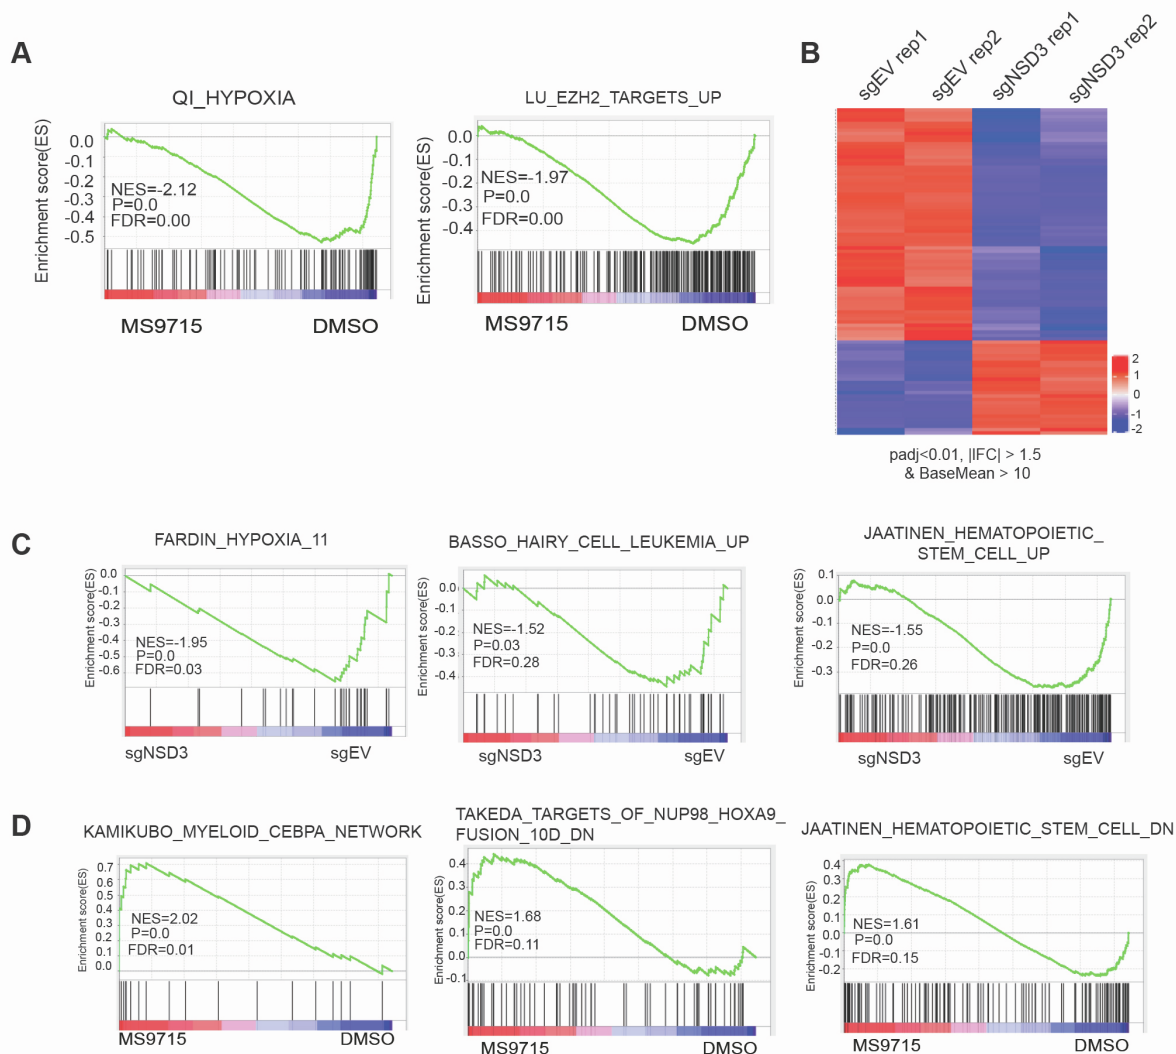 A
QI_HYPOXIA
Enrichment score(ES)
0.0
-0.1
-0.2
-0.3
-0.4
-0.5
NES=-2.12
P=0.0
FDR=0.00
MS9715
DMSO
LU_EZH2_TARGETS_UP
Enrichment score(ES)
0.0
-0.1
-0.2
-0.3
-0.4
NES=-1.97
P=0.0
FDR=0.00
MS9715
DMSO
B
sgEV rep1
sgEV rep2
sgNSD3 rep1
sgNSD3 rep2
2
1
0
-1
-2
padj<0.01, |lFC| > 1.5
& BaseMean > 10
C
FARDIN_HYPOXIA_11
Enrichment score(ES)
0.0
-0.1
-0.2
-0.3
-0.4
-0.5
-0.6
NES=-1.95
P=0.0
FDR=0.03
sgNSD3
sgEV
BASSO_HAIRY_CELL_LEUKEMIA_UP
Enrichment score(ES)
0.0
-0.1
-0.2
-0.3
-0.4
NES=-1.52
P=0.03
FDR=0.28
sgNSD3
sgEV
JAATINEN_HEMATOPOIETIC_
STEM_CELL_UP
Enrichment score(ES)
0.1
0.0
-0.1
-0.2
-0.3
NES=-1.55
P=0.0
FDR=0.26
sgNSD3
sgEV
D
KAMIKUBO_MYELOID_CEBPA_NETWORK
Enrichment score(ES)
0.7
0.6
0.5
0.4
0.3
0.2
0.1
0.0
NES=2.02
P=0.0
FDR=0.01
MS9715
DMSO
TAKEDA_TARGETS_OF_NUP98_HOXA9_
FUSION_10D_DN
Enrichment score(ES)
0.4
0.3
0.2
0.1
0.0
-0.1
NES=1.68
P=0.0
FDR=0.11
MS9715
DMSO
JAATINEN_HEMATOPOIETIC_STEM_CELL_DN
Enrichment score(ES)
0.4
0.3
0.2
0.1
0.0
-0.1
-0.2
NES=1.61
P=0.0
FDR=0.15
MS9715
DMSO